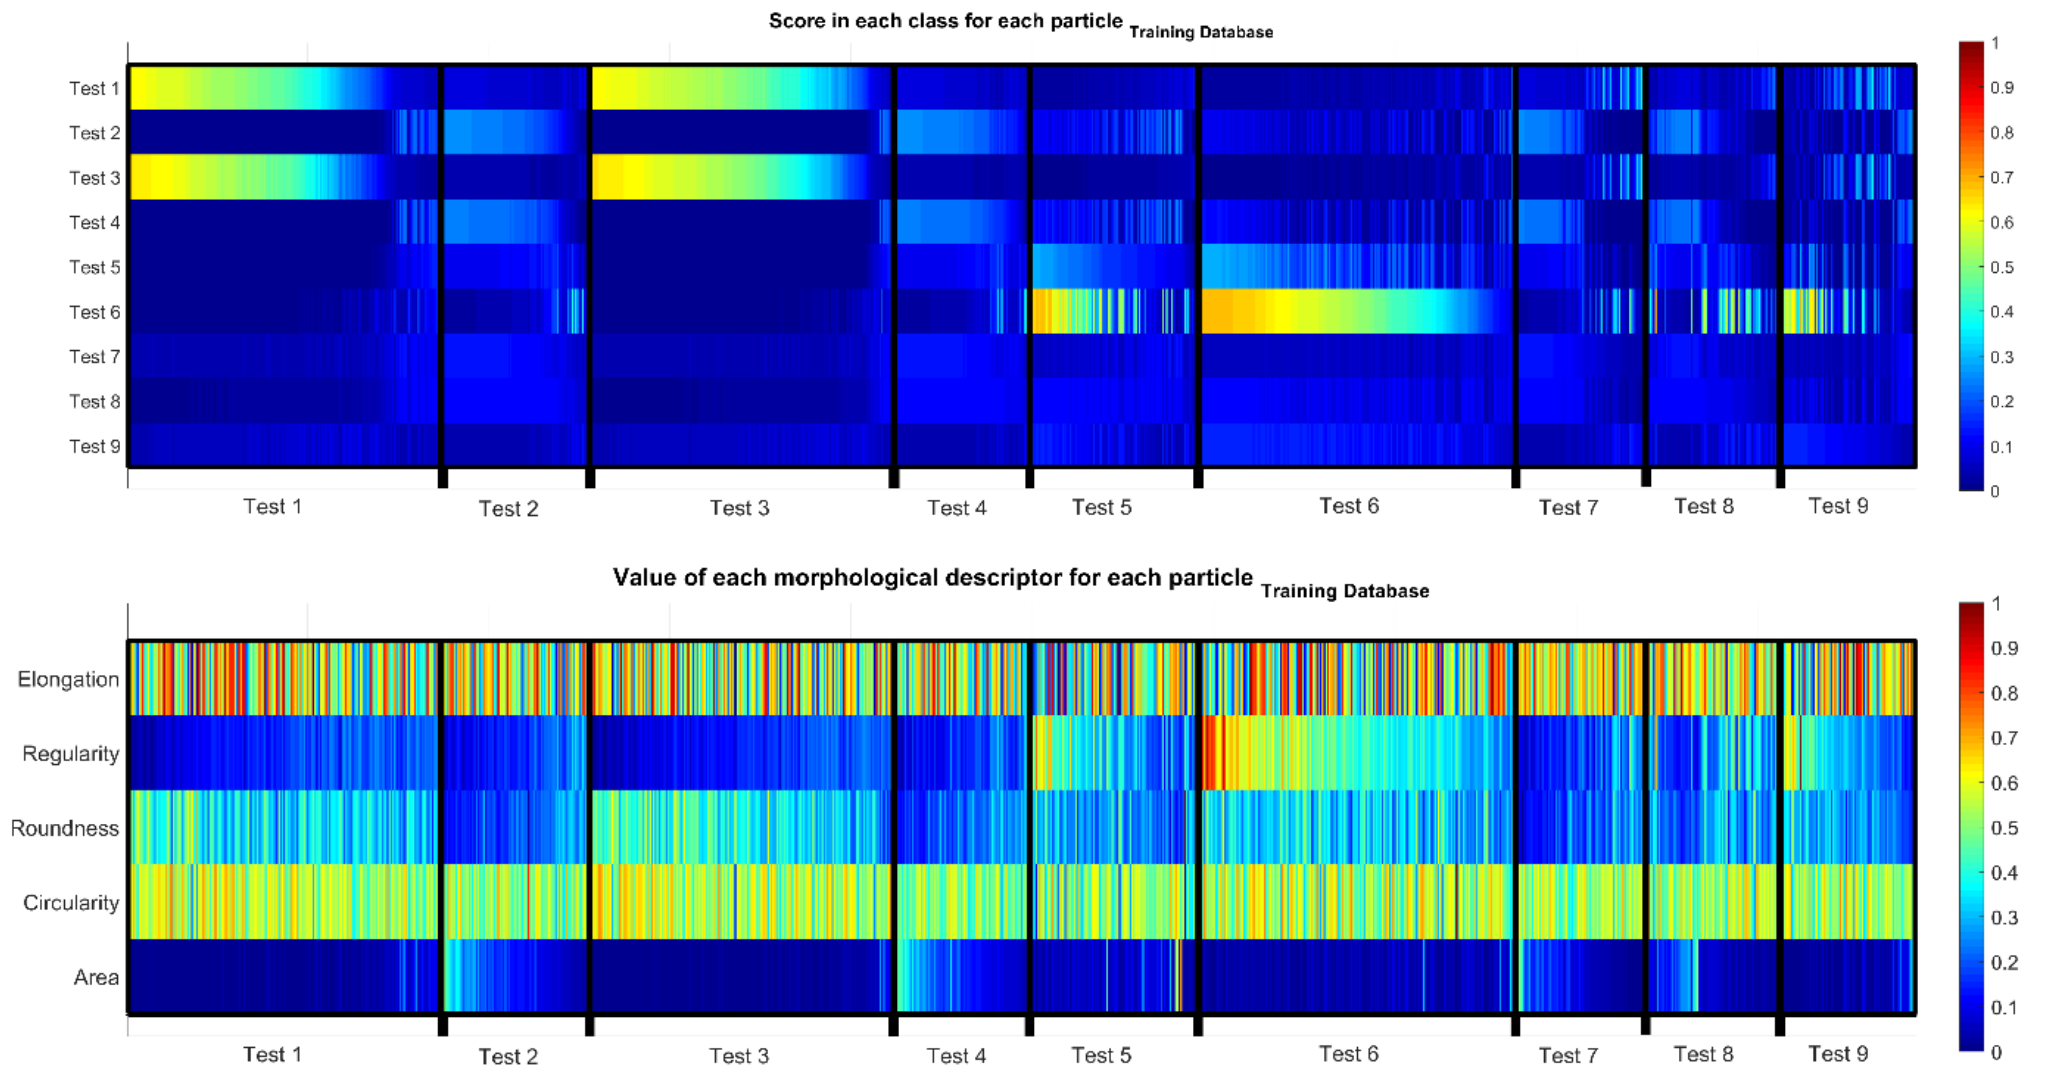 Score in each class for each particle Training Database
Test 1
Test 2
Test 3
Test 4
Test 5
Test 6
Test 7
Test 8
Test 9
1
0.9
0.8
0.7
0.6
0.5
0.4
0.3
0.2
0.1
0
Test 1 Test 2 Test 3 Test 4 Test 5 Test 6 Test 7 Test 8 Test 9
Value of each morphological descriptor for each particle Training Database
Elongation
Regularity
Roundness
Circularity
Area
1
0.9
0.8
0.7
0.6
0.5
0.4
0.3
0.2
0.1
0
Test 1 Test 2 Test 3 Test 4 Test 5 Test 6 Test 7 Test 8 Test 9